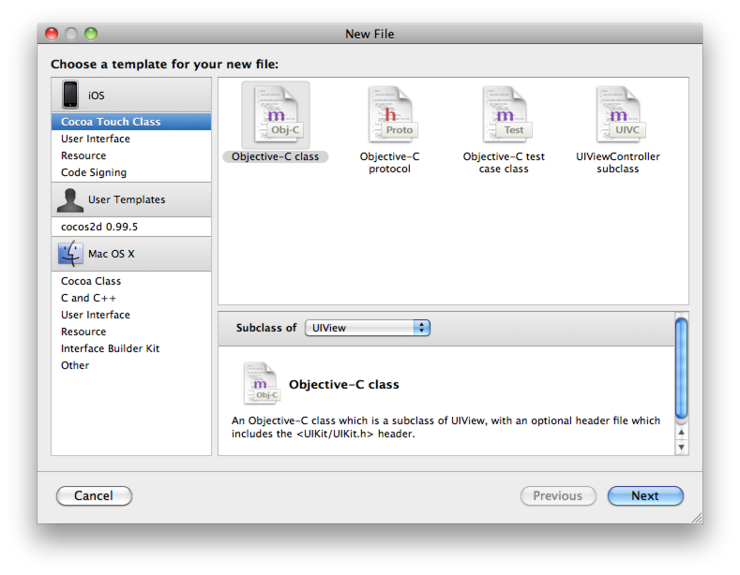 New File
Choose a template for your new file:
iOS
Cocoa Touch Class
User Interface
Resource
Code Signing
User Templates
cocos2d 0.99.5
Mac OS X
Cocoa Class
C and C++
User Interface
Resource
Interface Builder Kit
Other
m
Obj-C
Objective-C class
h
Proto
Objective-C
protocol
m
Test
Objective-C test
case class
m
UIVC
UIViewController
subclass
Subclass of UIView
m
Obj-C
Objective-C class
An Objective-C class which is a subclass of UIView, with an optional header file which
includes the <UIKit/UIKit.h> header.
Cancel
Previous
Next